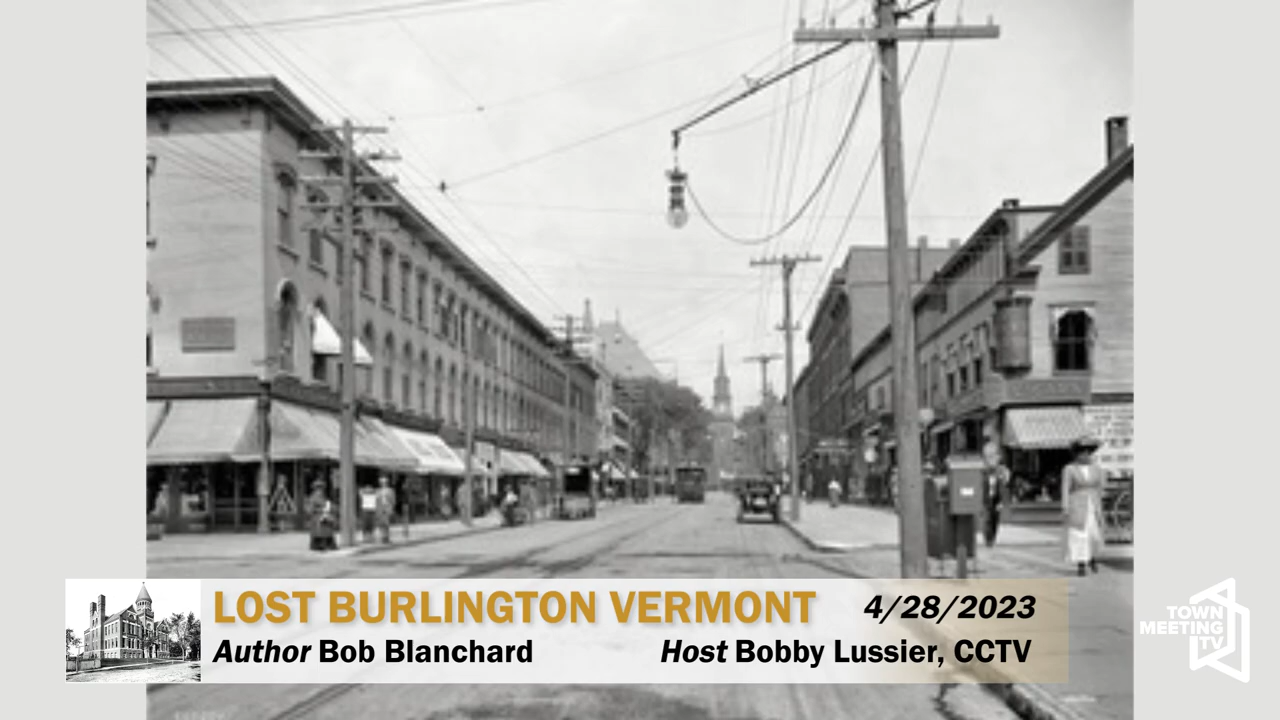 LOST BURLINGTON VERMONT 4/28/2023
Author Bob Blanchard Host Bobby Lussier, CCTV
TOWN
MEETING
TV